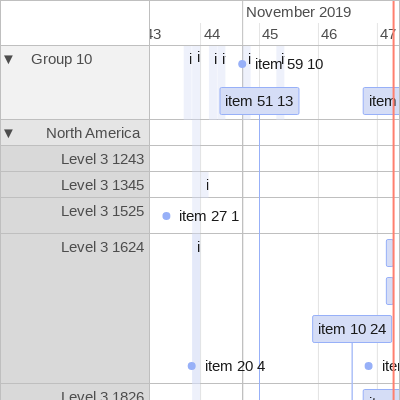 November 2019
43 44 45 46 47
▼ Group 10
i i i i i i
item 59 10
item 51 13 item
▼ North America
Level 3 1243
Level 3 1345 i
Level 3 1525 item 27 1
Level 3 1624 i
item 10 24
item 20 4
Level 3 1826